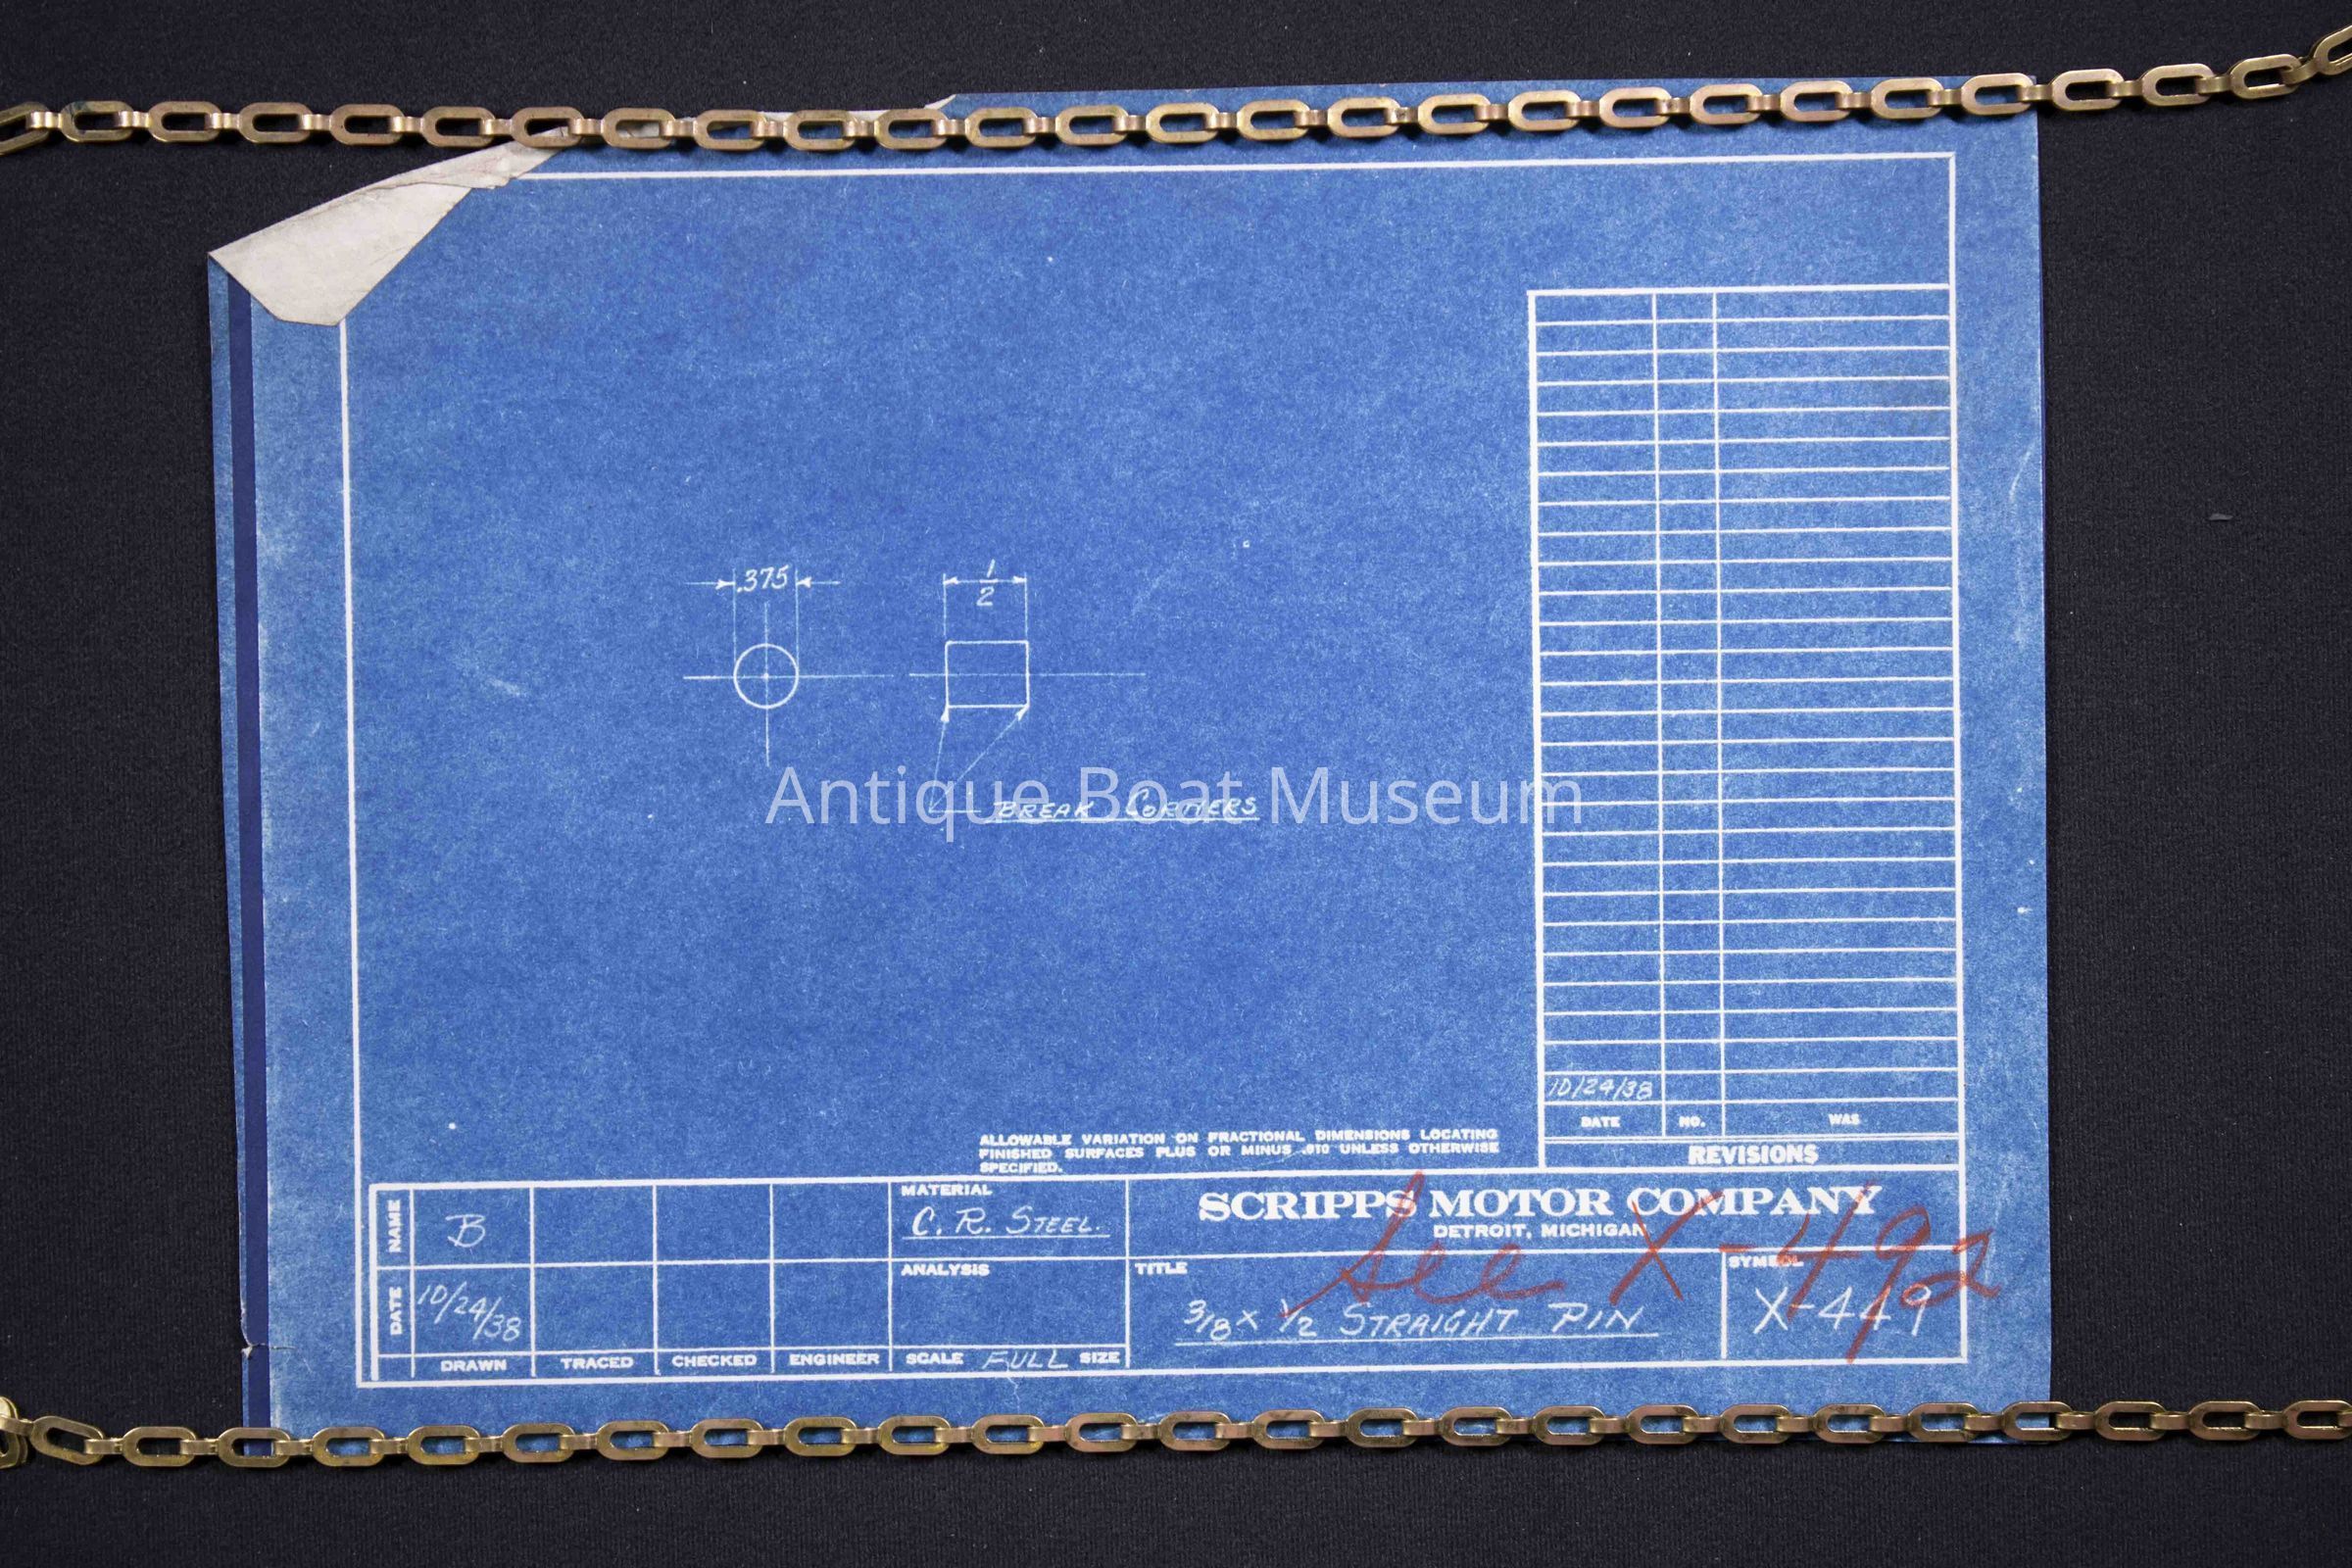 .375
1/2
BREAK CORNERS
Antique Boat Museum
10/24/38
DATE NO. WAS
REVISIONS
ALLOWABLE VARIATION ON FRACTIONAL DIMENSIONS LOCATING
FINISHED SURFACES PLUS OR MINUS .010 UNLESS OTHERWISE
SPECIFIED.
NAME B
DATE 10/24/38
DRAWN TRACED CHECKED ENGINEER
MATERIAL
C. R. STEEL.
ANALYSIS
SCALE FULL SIZE
SCRIPPS MOTOR COMPANY
DETROIT, MICHIGAN
See X-492
TITLE
3/8 x 1/2 STRAIGHT PIN
SYMBOL
X-449